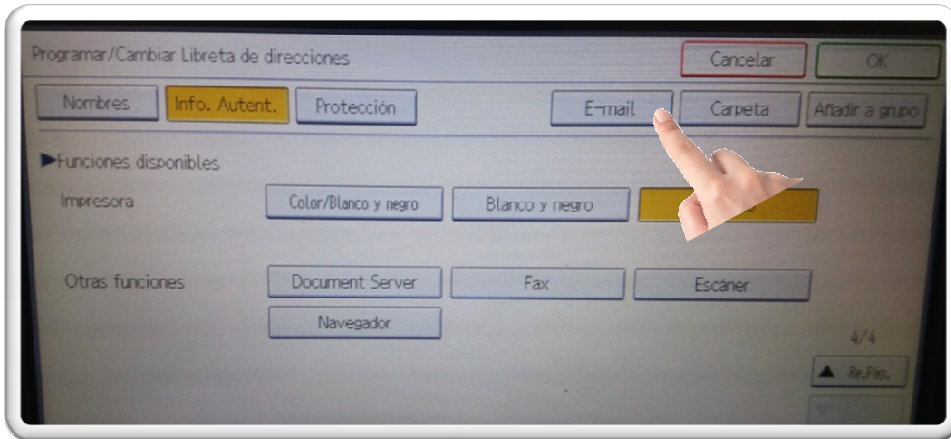 Programar/Cambiar Libreta de direcciones Cancelar OK
Nombres Info. Autent. Protección E-mail Carpeta Añadir a grupo
▶Funciones disponibles
Impresora Color/Blanco y negro Blanco y negro
Otras funciones Document Server Fax Escáner
Navegador
4/4
▲ Re.Pág.